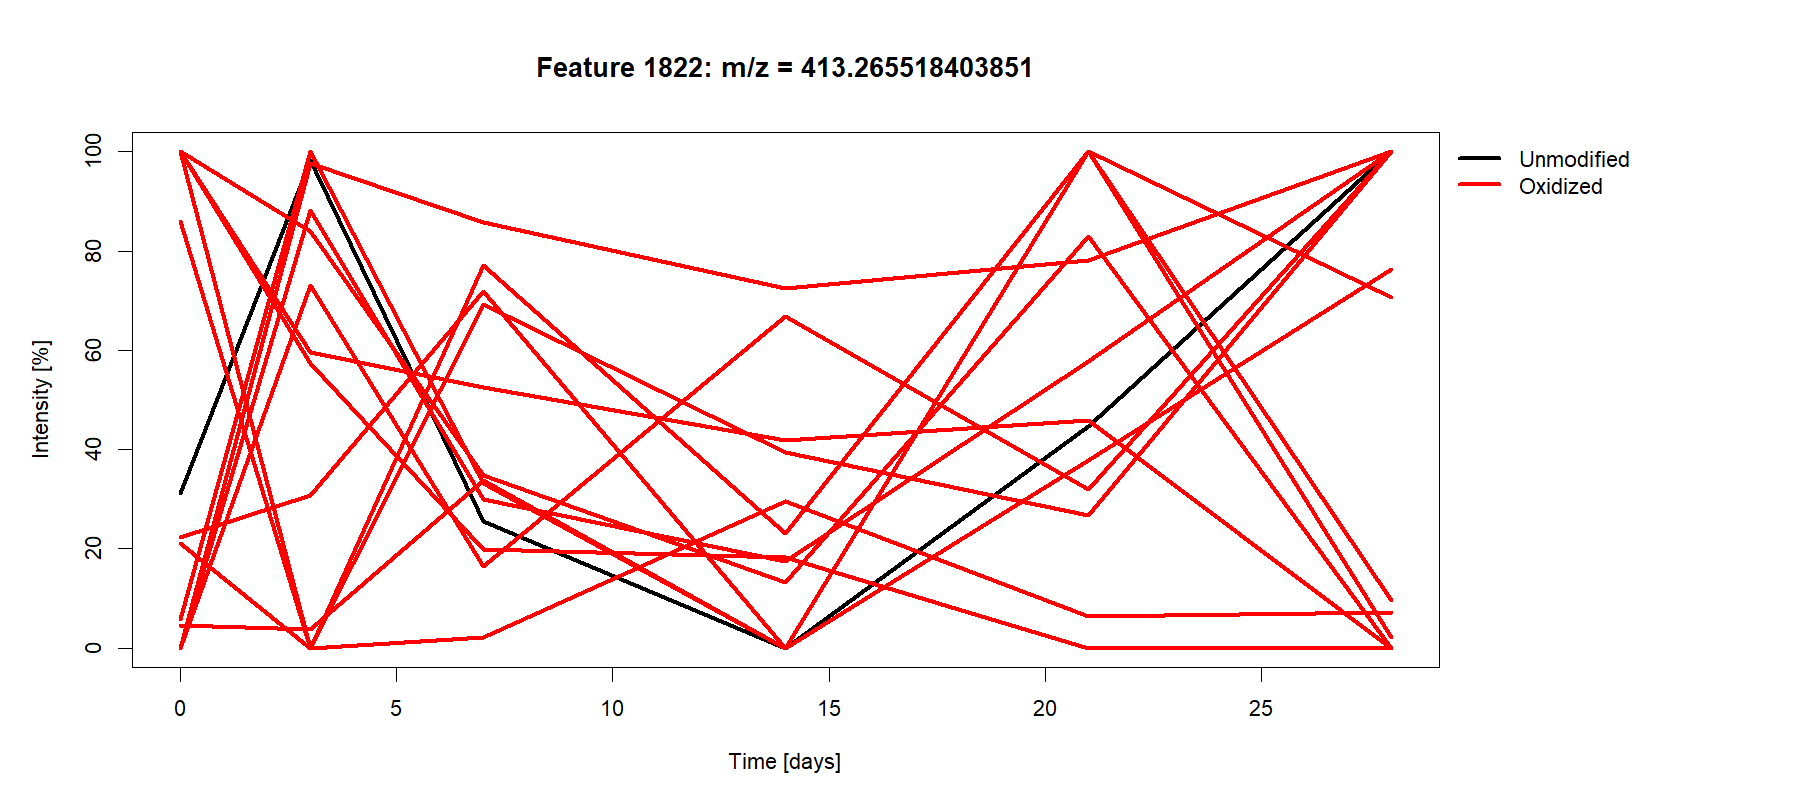 Feature 1822: m/z = 413.265518403851
Unmodified
Oxidized
Intensity [%]
100
80
60
40
20
0
0 5 10 15 20 25
Time [days]